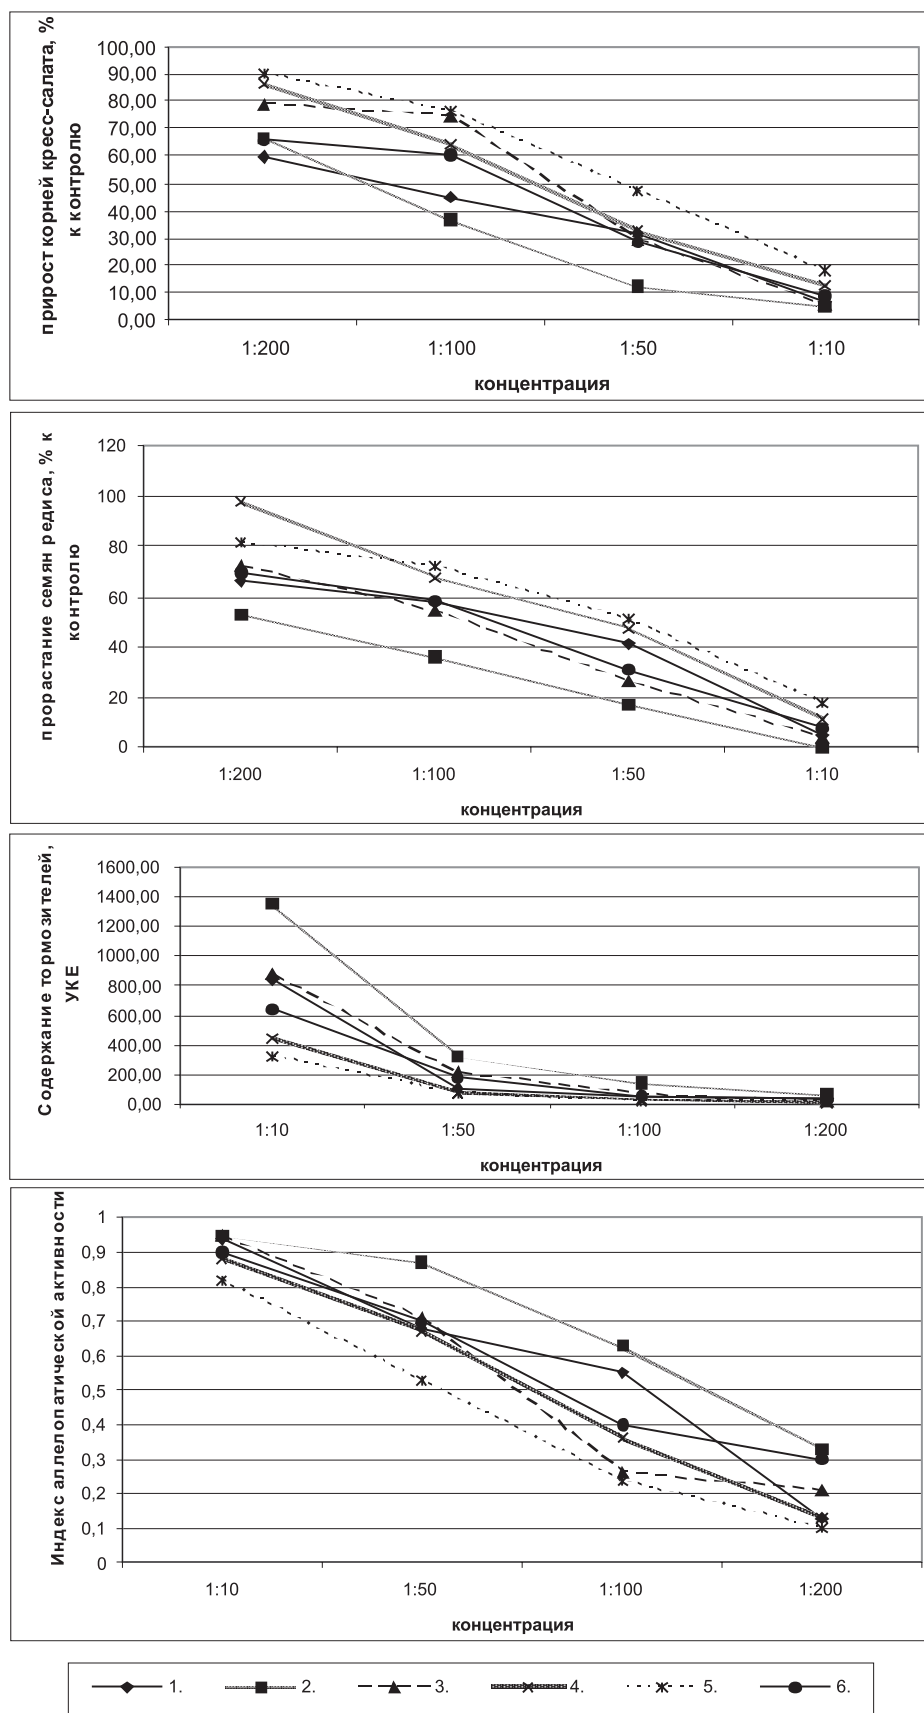 прирост корней кресс-салата, %
к контролю
100,00
90,00
80,00
70,00
60,00
50,00
40,00
30,00
20,00
10,00
0,00
1:200 1:100 1:50 1:10
концентрация
прорастание семян редиса, % к
контролю
120
100
80
60
40
20
0
1:200 1:100 1:50 1:10
концентрация
Содержание тормозителей,
УКЕ
1600,00
1400,00
1200,00
1000,00
800,00
600,00
400,00
200,00
0,00
1:10 1:50 1:100 1:200
концентрация
Индекс аллелопатической активности
1
0,9
0,8
0,7
0,6
0,5
0,4
0,3
0,2
0,1
0
1:10 1:50 1:100 1:200
концентрация
1. 2. 3. 4. 5. 6.